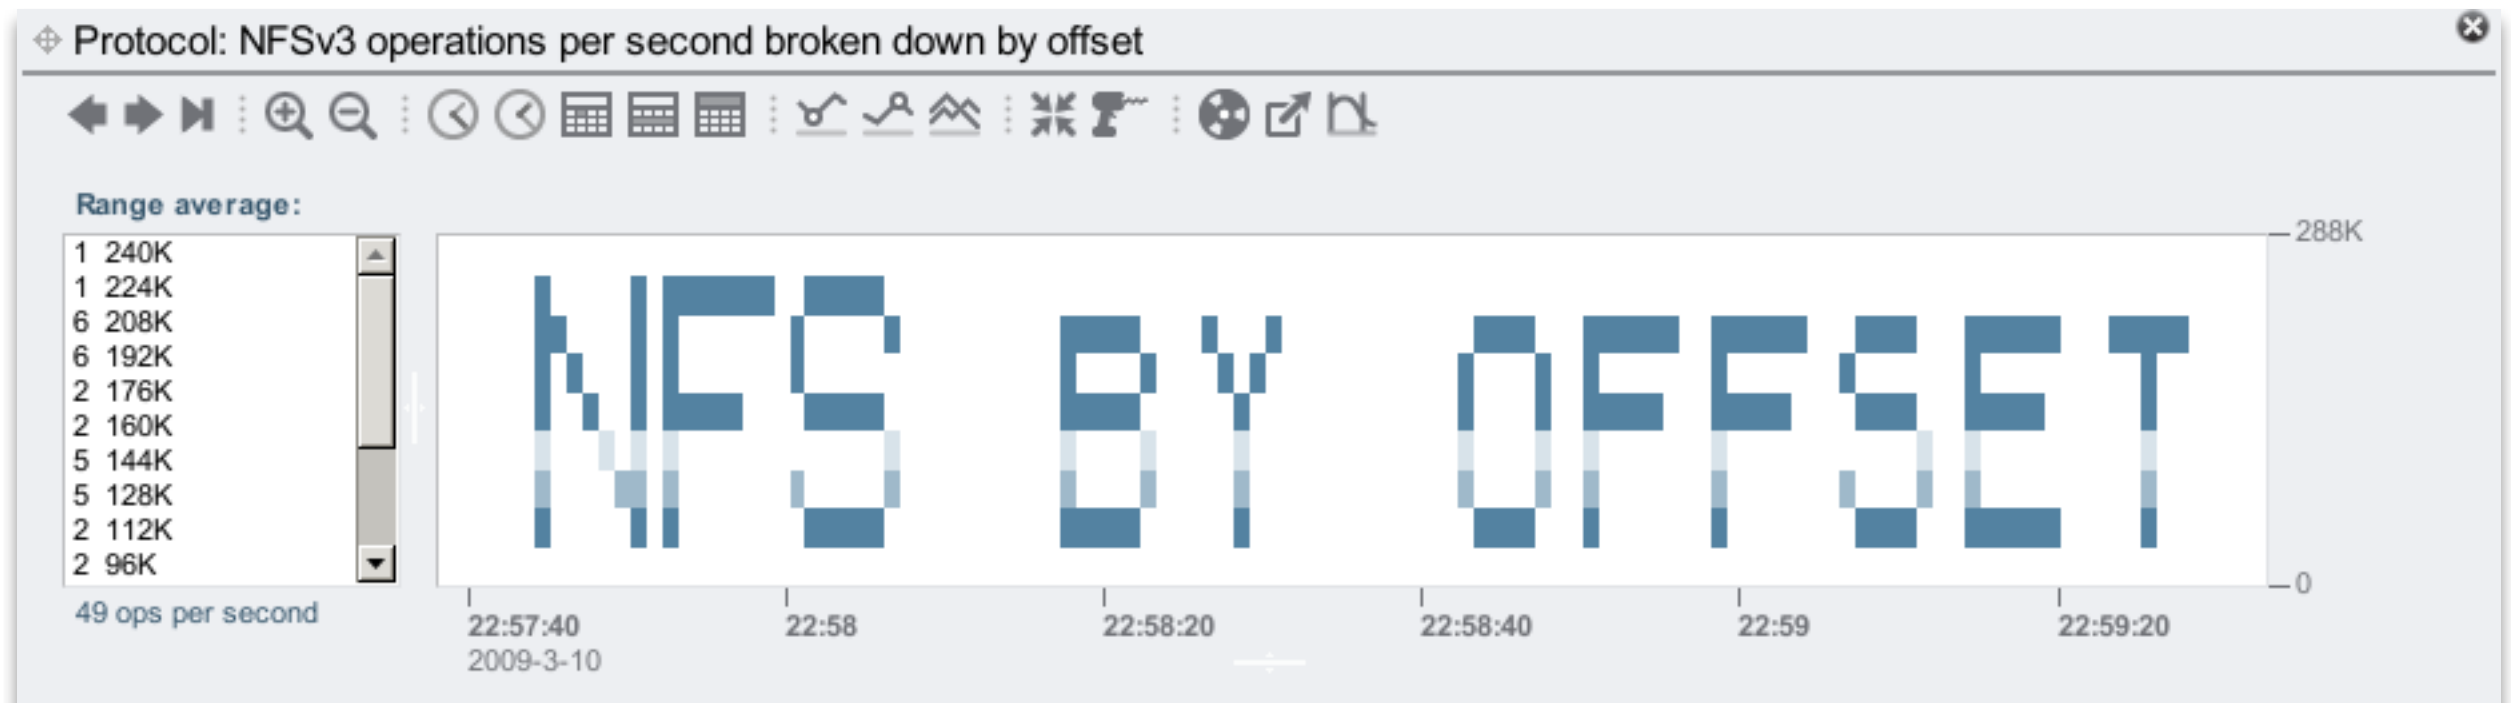 Protocol: NFSv3 operations per second broken down by offset
Range average:
1 240K
1 224K
6 208K
6 192K
2 176K
2 160K
5 144K
5 128K
2 112K
2 96K
49 ops per second
288K
NFS BY OFFSET
0
22:57:40 22:58 22:58:20 22:58:40 22:59 22:59:20
2009-3-10